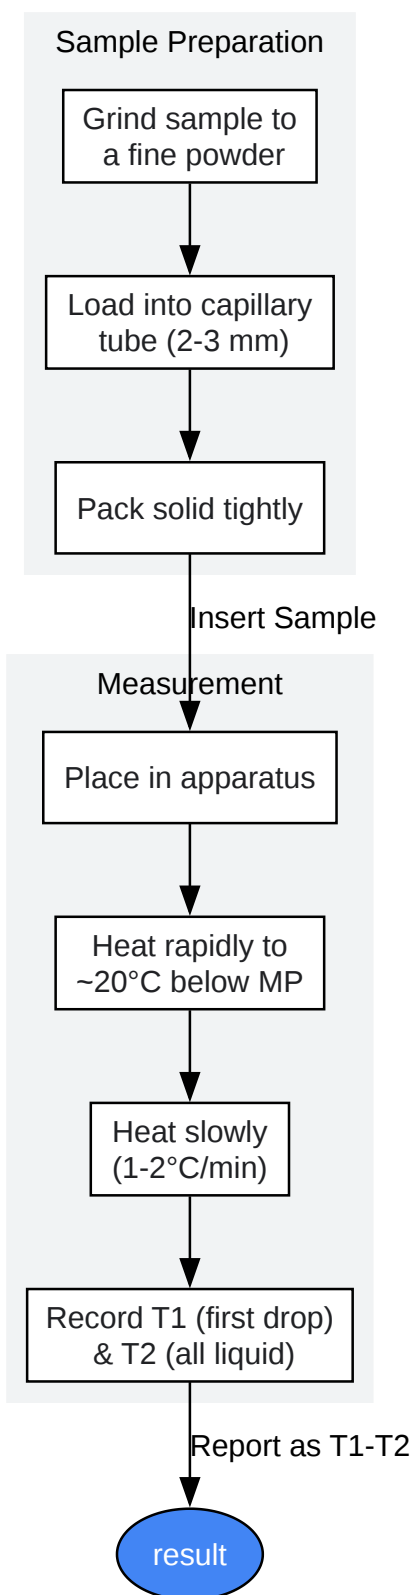 Sample Preparation
Grind sample to
a fine powder
Load into capillary
tube (2-3 mm)
Pack solid tightly
Insert Sample
Measurement
Place in apparatus
Heat rapidly to
~20°C below MP
Heat slowly
(1-2°C/min)
Record T1 (first drop)
& T2 (all liquid)
Report as T1-T2
result